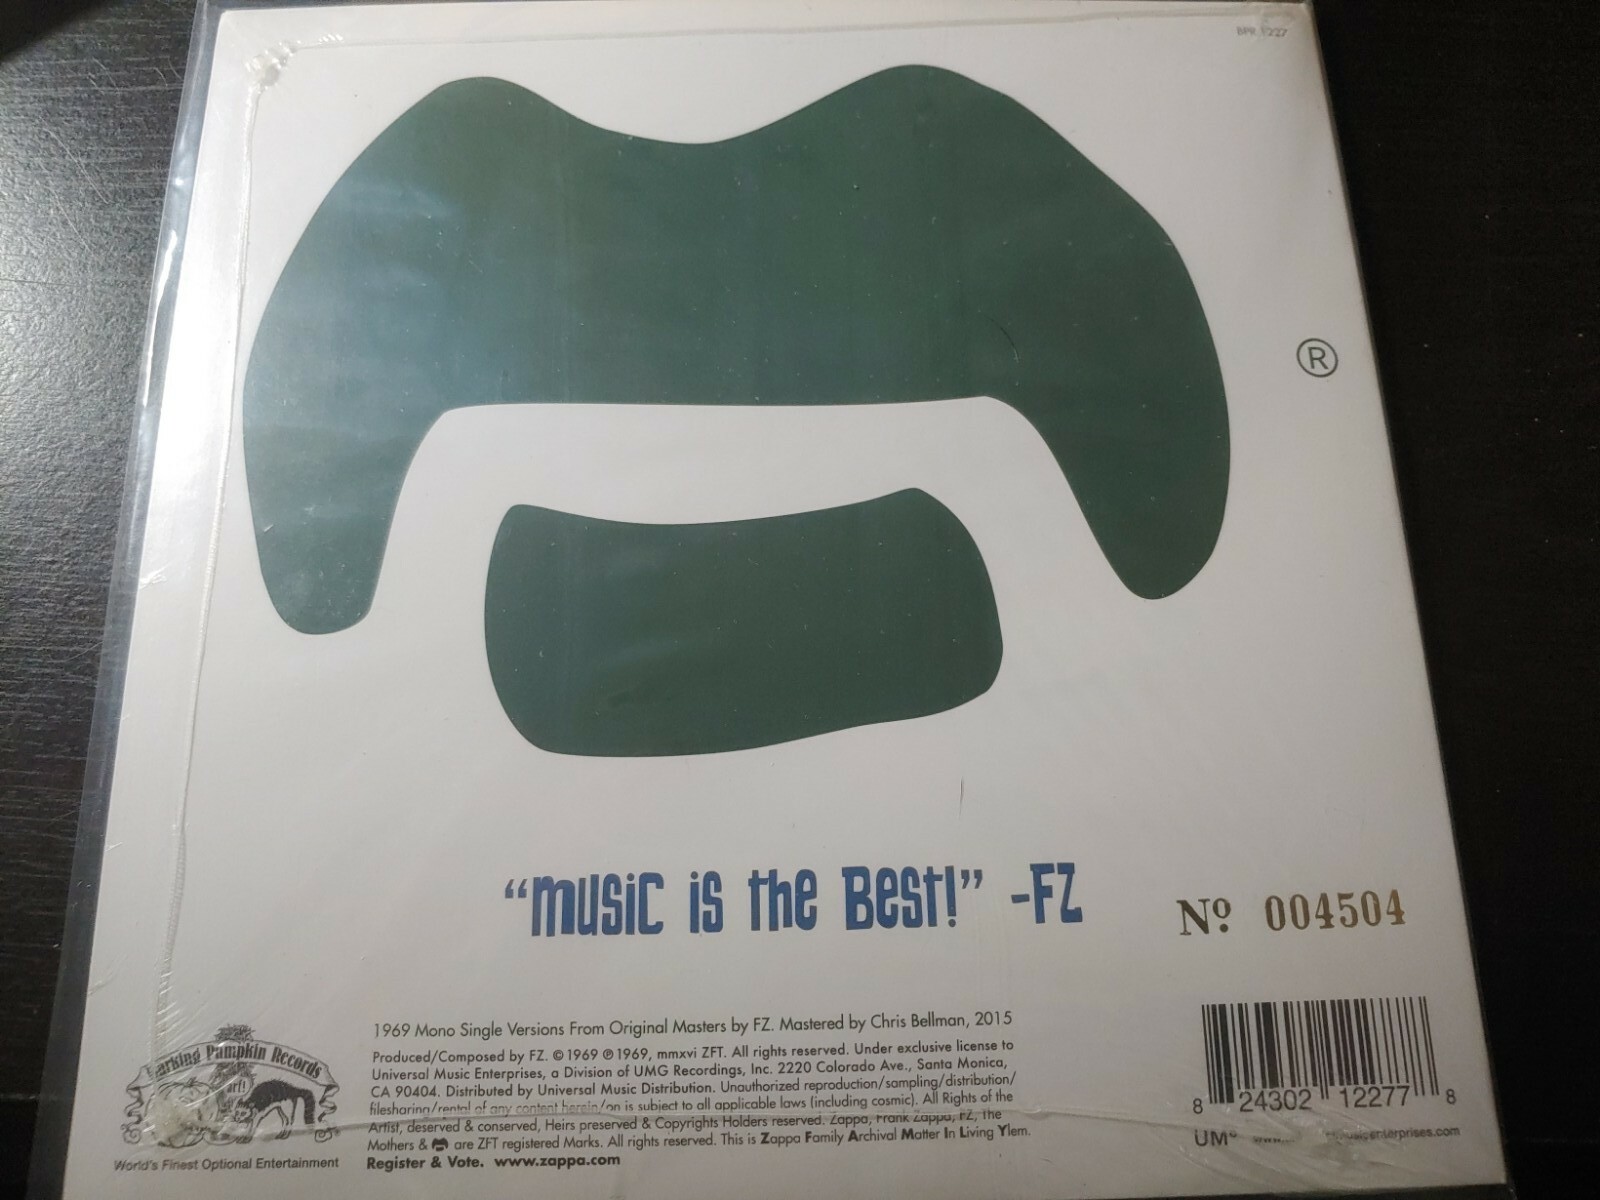 BPR 1227
®
“music is the Best!” -FZ
Nº 004504
1969 Mono Single Versions From Original Masters by FZ. Mastered by Chris Bellman, 2015
Produced/Composed by FZ. © 1969 ℗ 1969, mmxvi ZFT. All rights reserved. Under exclusive license to
Universal Music Enterprises, a Division of UMG Recordings, Inc. 2220 Colorado Ave., Santa Monica,
CA 90404. Distributed by Universal Music Distribution. Unauthorized reproduction/sampling/distribution/
filesharing/rental of any content herein/on is subject to all applicable laws (including cosmic). All Rights of the
Artist, deserved & conserved, Heirs preserved & Copyrights Holders reserved. Zappa, Frank Zappa, FZ, the
Mothers & are ZFT registered Marks. All rights reserved. This is Zappa Family Archival Matter In Living Ylem.
Register & Vote. www.zappa.com
Barking Pumpkin Records
arf!
World's Finest Optional Entertainment
8 24302 12277 8
UMe